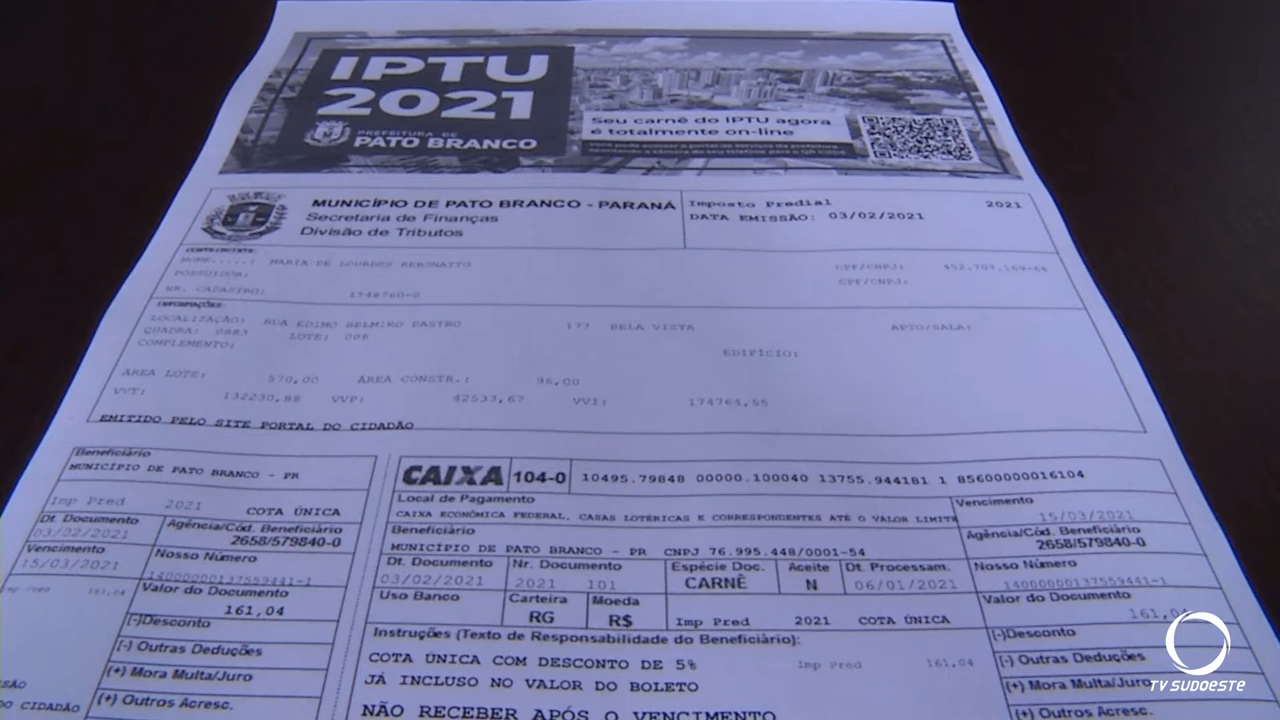 IPTU
2021
PREFEITURA DE
PATO BRANCO
Seu carnê do IPTU agora
é totalmente on-line
MUNICÍPIO DE PATO BRANCO - PARANÁ
Secretaria de Finanças
Divisão de Tributos
Imposto Predial 2021
DATA EMISSÃO: 03/02/2021
NOME.....: MARIA DE LOURDES CPF/CNPJ:
POSSUIDOR: CPF/CNPJ:
NR. CADASTRO: 1548760-0
INFORMAÇÕES
LOCALIZAÇÃO: RUA EDIMO BELMIRO PASTRO 177 BELA VISTA APTO/SALA:
QUADRA: 0883 LOTE: 006
COMPLEMENTO: EDIFÍCIO:
ÁREA LOTE: 570,00 ÁREA CONSTR.: 96,00
VVT: 132230,88 VVP: 42533,67 VVI: 174764,55
EMITIDO PELO SITE PORTAL DO CIDADÃO
Beneficiário
MUNICÍPIO DE PATO BRANCO - PR
Imp Pred 2021 COTA ÚNICA
Dt. Documento
03/02/2021
Agência/Cód. Beneficiário
2658/579840-0
Vencimento
15/03/2021
Nosso Número
14000000137559441-1
Imp Pred 161,04
Valor do Documento
161,04
(-)Desconto
(-) Outras Deduções
(+) Mora Multa/Juro
(+) Outros Acresc.
DO CIDADÃO
CAIXA 104-0 10495.79848 00000.100040 13755.944181 1 85600000016104
Local de Pagamento
CAIXA ECONÔMICA FEDERAL, CASAS LOTÉRICAS E CORRESPONDENTES ATÉ O VALOR LIMITE
Vencimento
15/03/2021
Beneficiário
MUNICÍPIO DE PATO BRANCO - PR CNPJ 76.995.448/0001-54
Agência/Cód. Beneficiário
2658/579840-0
Dt. Documento Nr. Documento Espécie Doc. Aceite Dt. Processam.
03/02/2021 2021 101 CARNÊ N 06/01/2021
Nosso Número
14000000137559441-1
Uso Banco Carteira Moeda
RG R$ Imp Pred 2021 COTA ÚNICA
Valor do Documento
161,04
Instruções (Texto de Responsabilidade do Beneficiário):
COTA ÚNICA COM DESCONTO DE 5% Imp Pred 161,04
JÁ INCLUSO NO VALOR DO BOLETO
NÃO RECEBER APÓS O VENCIMENTO
(-)Desconto
(-) Outras Deduções
(+) Mora Multa/Juro
(+) Outros Acresc.
TV SUDOESTE